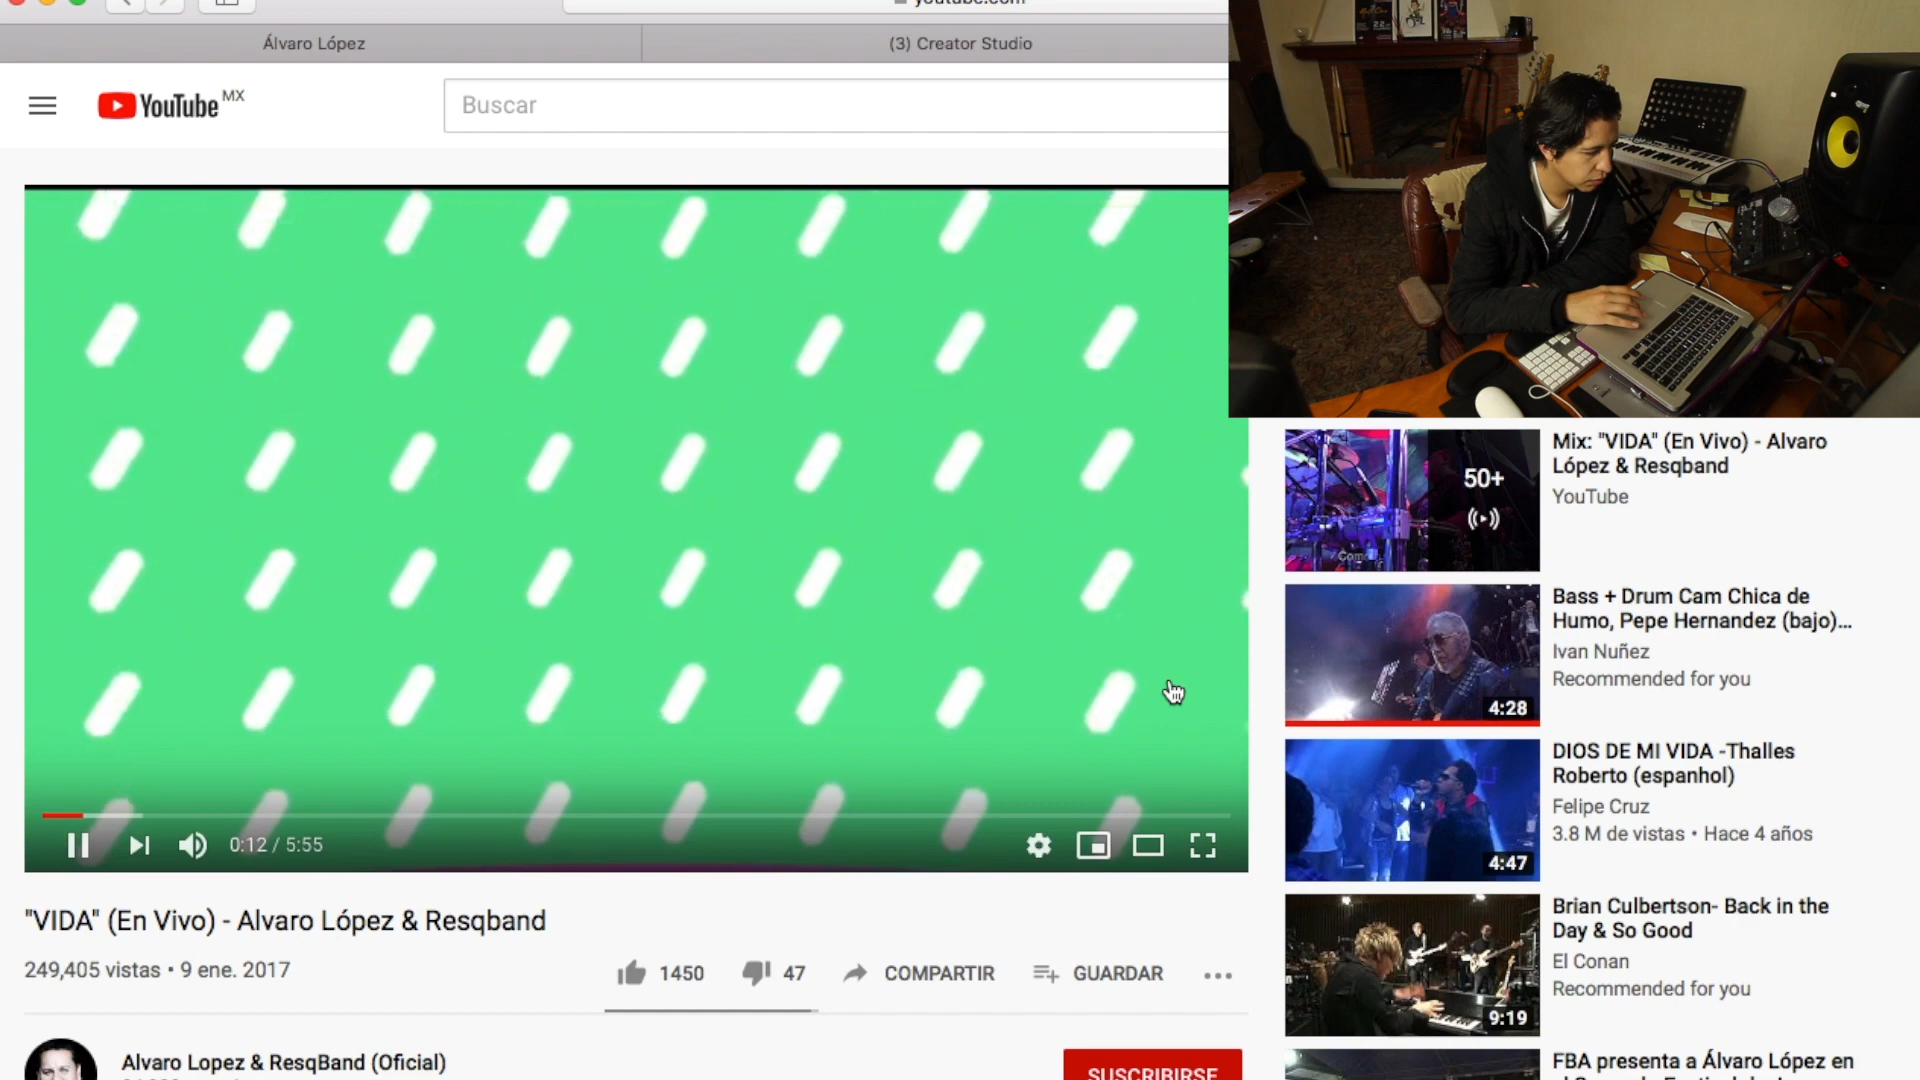 youtube.com
Álvaro López
(3) Creator Studio
YouTube MX
Buscar
0:12 / 5:55
"VIDA" (En Vivo) - Alvaro López & Resqband
249,405 vistas • 9 ene. 2017
1450
47
COMPARTIR
GUARDAR
Alvaro Lopez & ResqBand (Oficial)
SUSCRIBIRSE
50+
Mix: "VIDA" (En Vivo) - Alvaro
López & Resqband
YouTube
4:28
Bass + Drum Cam Chica de
Humo, Pepe Hernandez (bajo)...
Ivan Nuñez
Recommended for you
4:47
DIOS DE MI VIDA -Thalles
Roberto (espanhol)
Felipe Cruz
3.8 M de vistas • Hace 4 años
9:19
Brian Culbertson- Back in the
Day & So Good
El Conan
Recommended for you
FBA presenta a Álvaro López en